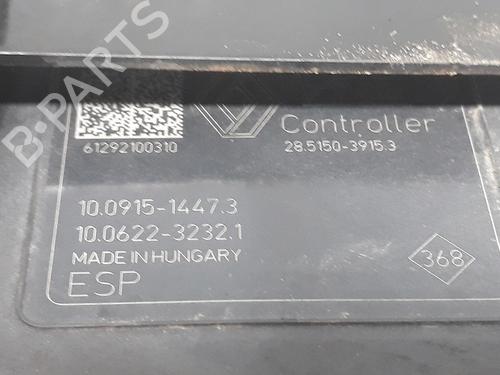 B-PARTS
Controller
61292100310
28.5150-3915.3
10.0915-1447.3
10.0622-3232.1
MADE IN HUNGARY
368
ESP